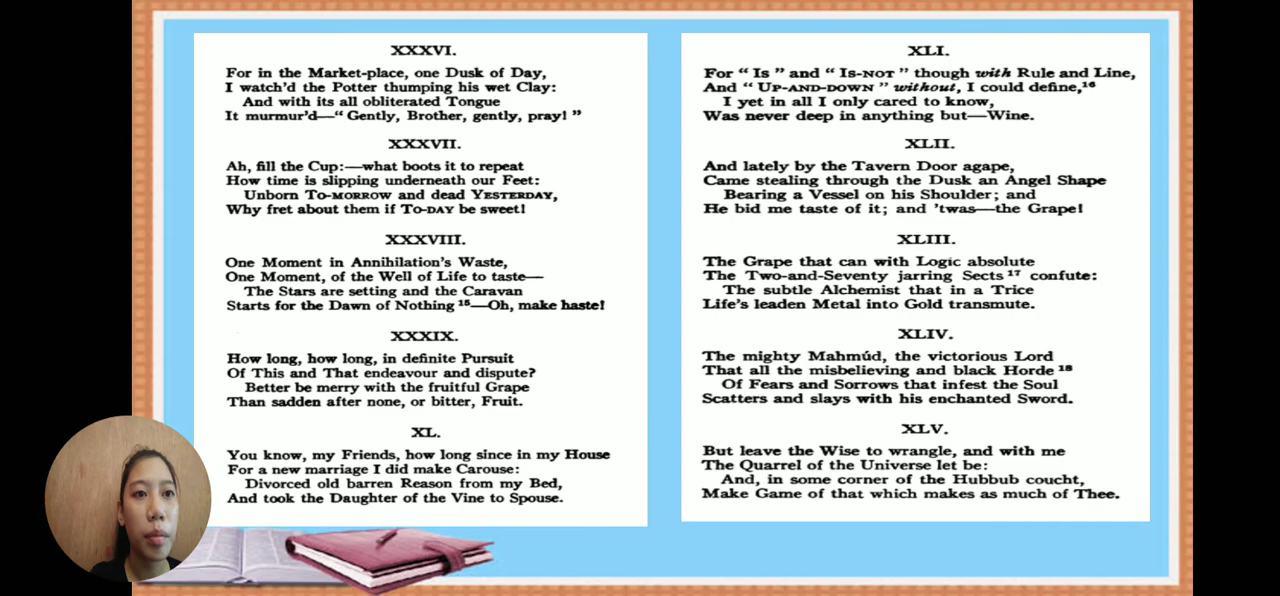 XXXVI.
For in the Market-place, one Dusk of Day,
I watch'd the Potter thumping his wet Clay:
And with its all obliterated Tongue
It murmur'd—“ Gently, Brother, gently, pray! ”
XXXVII.
Ah, fill the Cup:—what boots it to repeat
How time is slipping underneath our Feet:
Unborn TO-MORROW and dead YESTERDAY,
Why fret about them if TO-DAY be sweet!
XXXVIII.
One Moment in Annihilation's Waste,
One Moment, of the Well of Life to taste—
The Stars are setting and the Caravan
Starts for the Dawn of Nothing 15—Oh, make haste!
XXXIX.
How long, how long, in definite Pursuit
Of This and That endeavour and dispute?
Better be merry with the fruitful Grape
Than sadden after none, or bitter, Fruit.
XL.
You know, my Friends, how long since in my House
For a new marriage I did make Carouse:
Divorced old barren Reason from my Bed,
And took the Daughter of the Vine to Spouse.
XLI.
For “ Is ” and “ IS-NOT ” though with Rule and Line,
And “ UP-AND-DOWN ” without, I could define,16
I yet in all I only cared to know,
Was never deep in anything but—Wine.
XLII.
And lately by the Tavern Door agape,
Came stealing through the Dusk an Angel Shape
Bearing a Vessel on his Shoulder; and
He bid me taste of it; and 'twas—the Grape!
XLIII.
The Grape that can with Logic absolute
The Two-and-Seventy jarring Sects 17 confute:
The subtle Alchemist that in a Trice
Life's leaden Metal into Gold transmute.
XLIV.
The mighty Mahmúd, the victorious Lord
That all the misbelieving and black Horde 18
Of Fears and Sorrows that infest the Soul
Scatters and slays with his enchanted Sword.
XLV.
But leave the Wise to wrangle, and with me
The Quarrel of the Universe let be:
And, in some corner of the Hubbub coucht,
Make Game of that which makes as much of Thee.